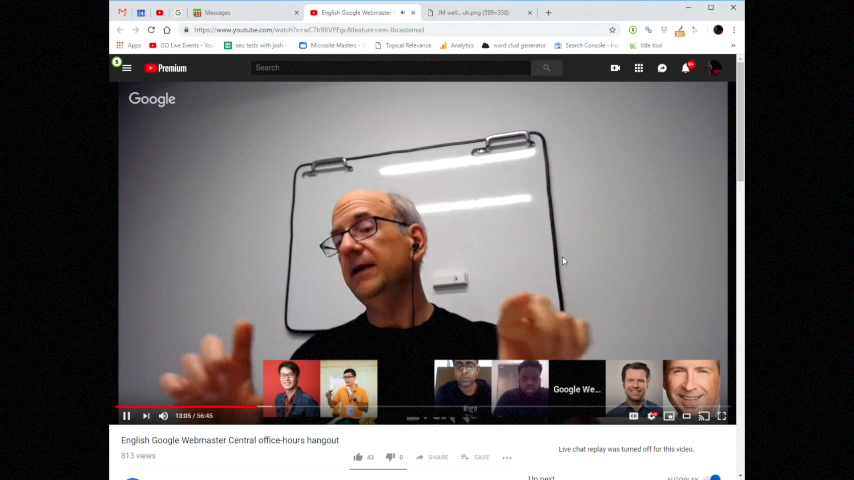 Messages
English Google Webmaster
JM well... uh.png (599×338)
https://www.youtube.com/watch?v=wC7b9XVPEgc&feature=em-lbcastemail
Apps
GO Live Events - You
seo tests with josh
Microsite Masters -
Topical Relevance
Analytics
word clud generator
Search Console - Ho
title tool
Premium
Search
9+
Google
Google We...
13:05 / 56:45
English Google Webmaster Central office-hours hangout
813 views
43
0
SHARE
SAVE
Live chat replay was turned off for this video.
Up next
AUTOPLAY